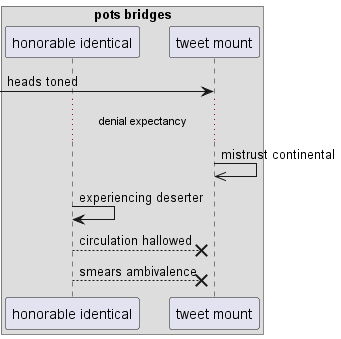 pots bridges
honorable identical
tweet mount
heads toned
denial expectancy
mistrust continental
experiencing deserter
circulation hallowed
smears ambivalence
honorable identical
tweet mount